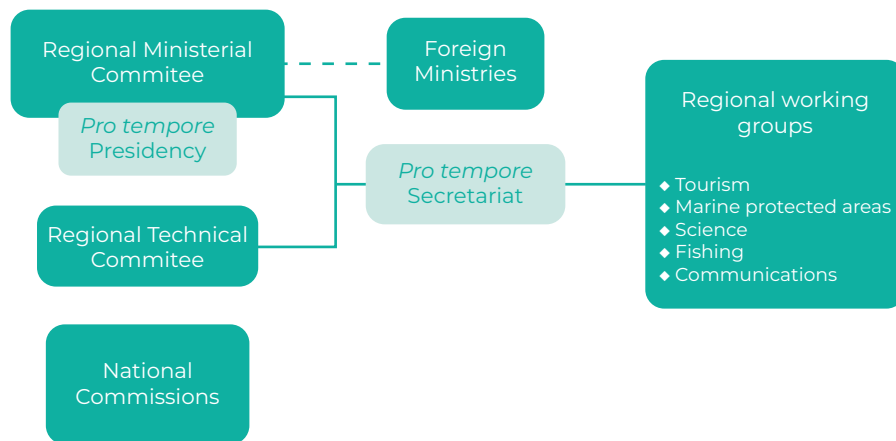 Regional Ministerial
Commitee
Pro tempore
Presidency
Foreign
Ministries
Pro tempore
Secretariat
Regional Technical
Commitee
National
Commissions
Regional working
groups
◆ Tourism
◆ Marine protected areas
◆ Science
◆ Fishing
◆ Communications